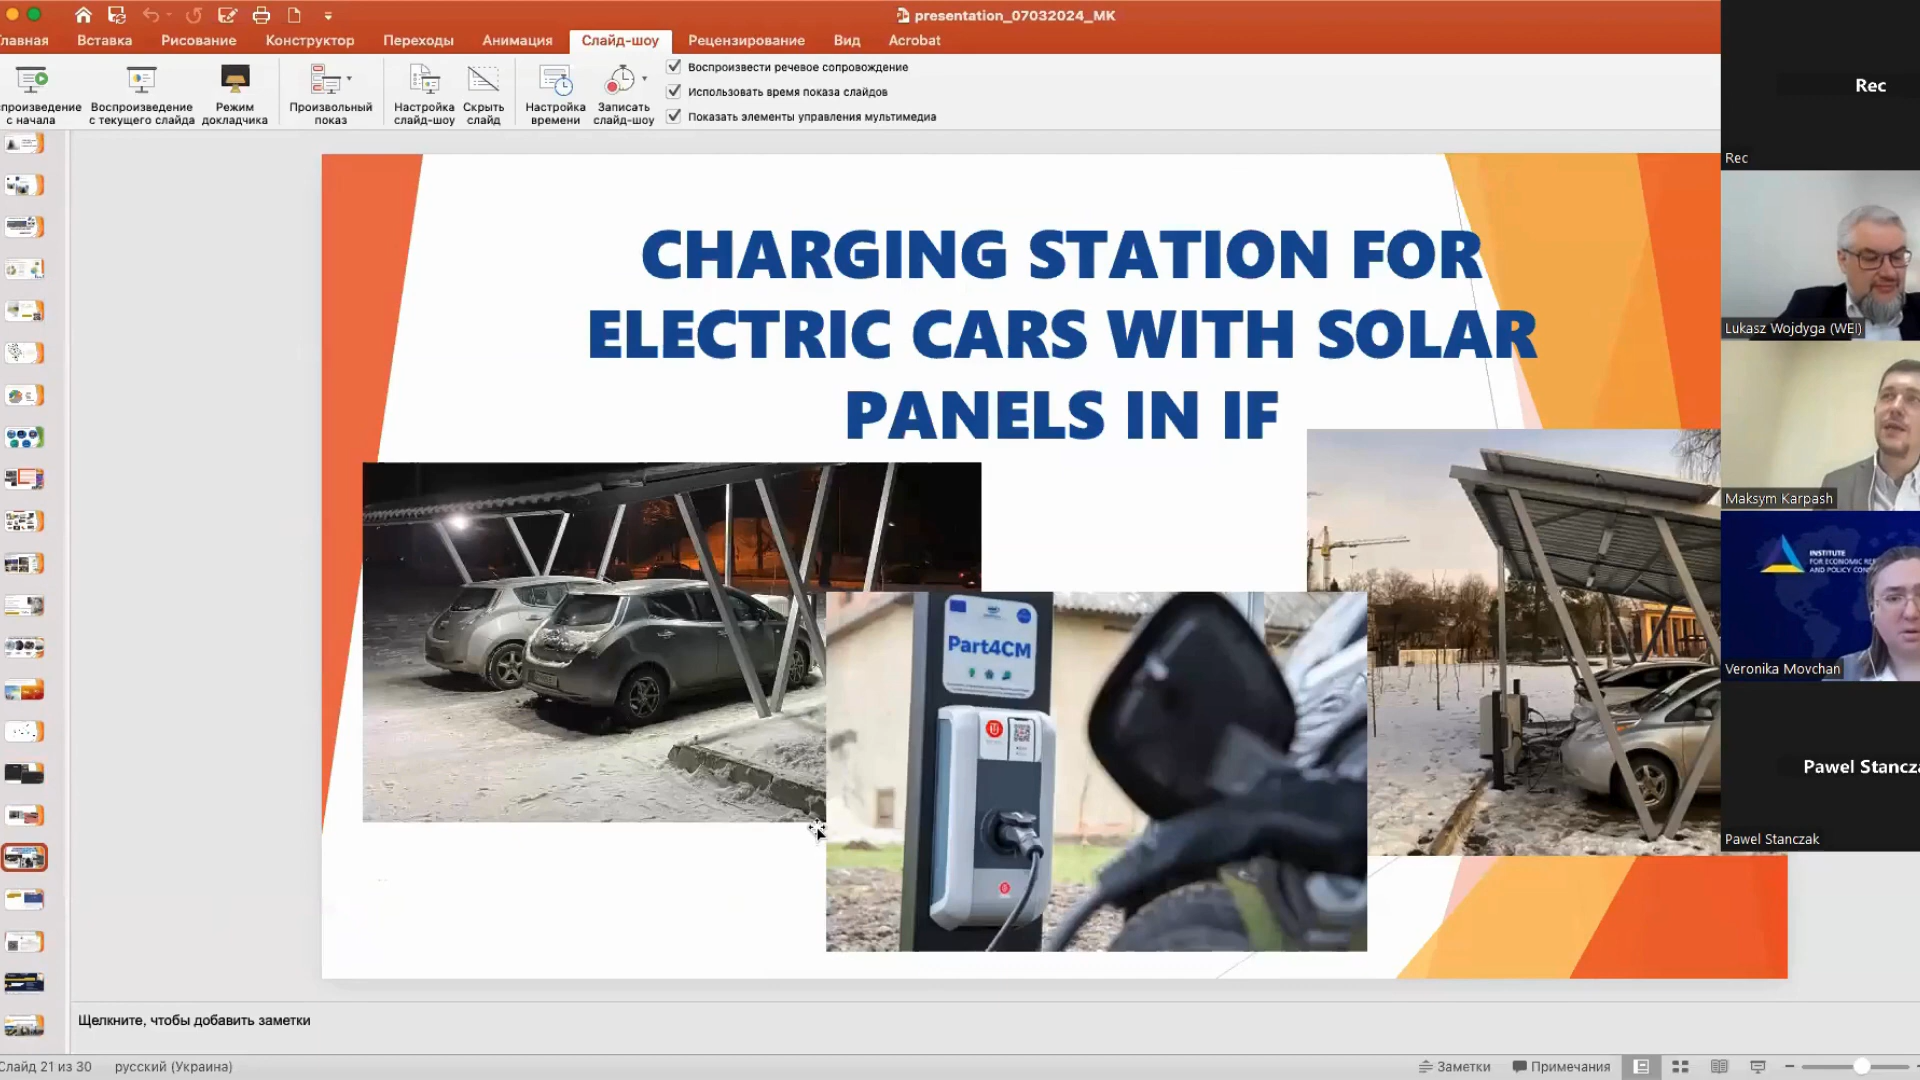 presentation_07032024_MK
лавная Вставка Рисование Конструктор Переходы Анимация Слайд-шоу Рецензирование Вид Acrobat
произведение
с начала
Воспроизведение
с текущего слайда
Режим
докладчика
Произвольный
показ
Настройка
слайд-шоу
Скрыть
слайд
Настройка
времени
Записать
слайд-шоу
Воспроизвести речевое сопровождение
Использовать время показа слайдов
Показать элементы управления мультимедиа
CHARGING STATION FOR
ELECTRIC CARS WITH SOLAR
PANELS IN IF
Part4CM
Rec
Rec
Lukasz Wojdyga (WEI)
Maksym Karpash
INSTITUTE
FOR ECONOMIC RE
AND POLICY CON
Veronika Movchan
Pawel Stancza
Pawel Stanczak
Щелкните, чтобы добавить заметки
Слайд 21 из 30 русский (Украина) Заметки Примечания